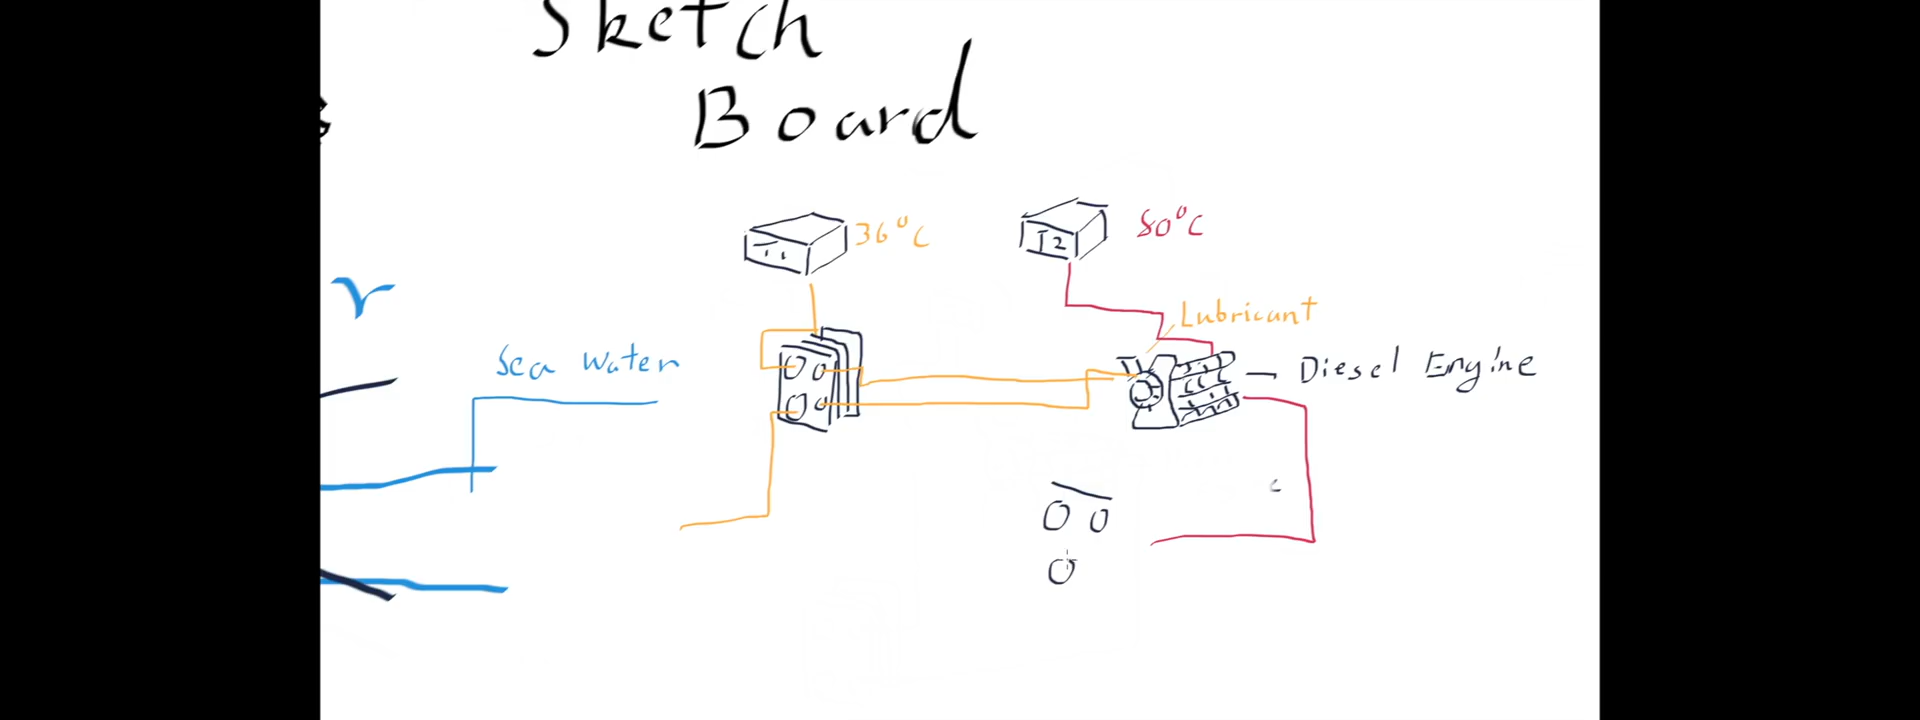 Sketch
Board
36°C
80°C
T2
Lubricant
Sea Water
Diesel Engine